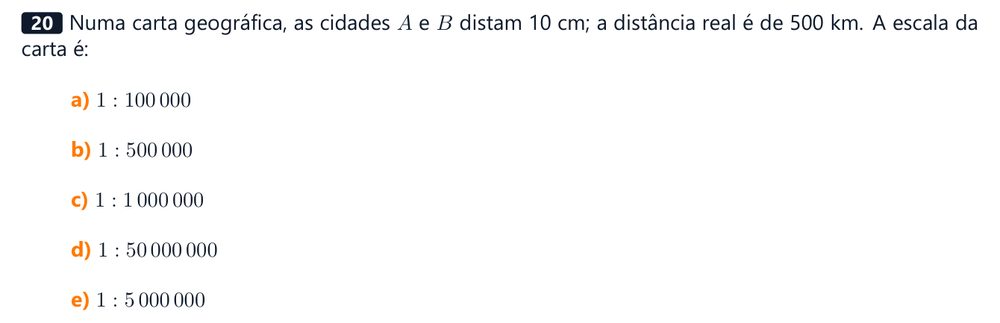 20 Numa carta geográfica, as cidades A e B distam 10 cm; a distância real é de 500 km. A escala da
carta é:
a) 1 : 100 000
b) 1 : 500 000
c) 1 : 1 000 000
d) 1 : 50 000 000
e) 1 : 5 000 000